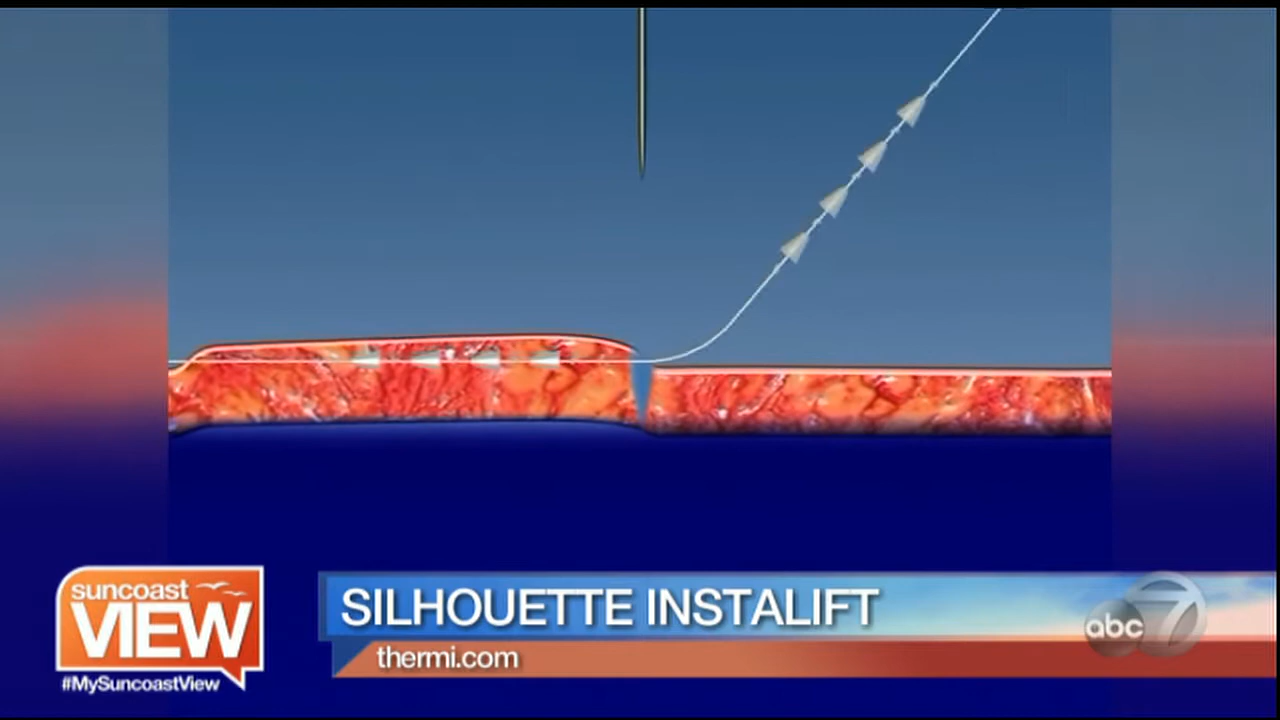 suncoast
VIEW
#MySuncoastView
SILHOUETTE INSTALIFT
thermi.com
abc 7